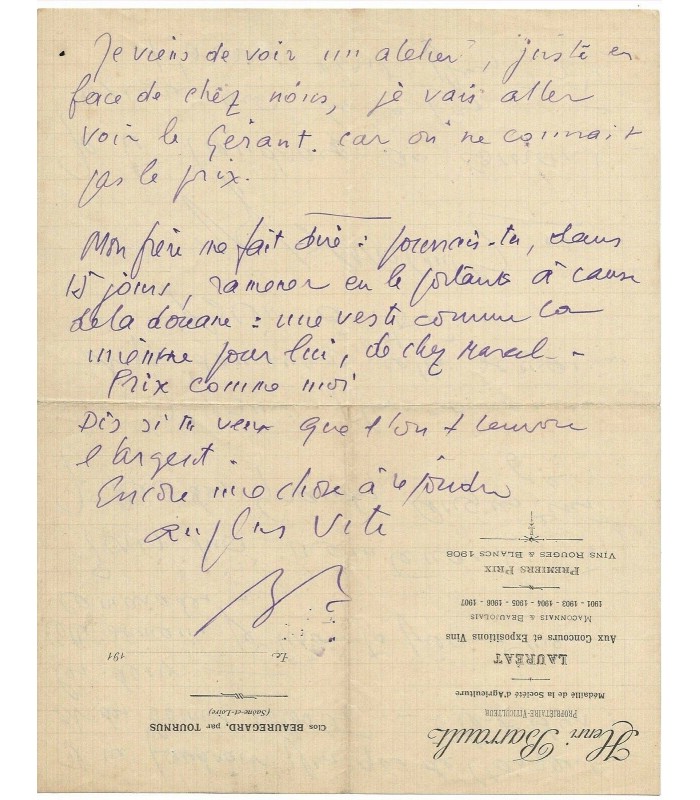 Je viens de voir un atelier, juste en
face de chez nous, je vais aller
voir le Gérant. car on ne connait
pas le prix.
Mon frère me fait dire : pourrais-tu, dans
15 jours, ramener en le portant à cause
de la douane : une veste comme la
mienne pour lui, de chez Marcel -
Prix comme moi
Dis si tu veux que l'on t'envoie
l'argent.
Encore une chose à répondre
au plus vite
Henri Barrault
PROPRIÉTAIRE-VITICULTEUR
Médaillé de la Société d'Agriculture
LAURÉAT
Aux Concours et Expositions Vins
MACONNAIS & BEAUJOLAIS
1901 - 1903 - 1904 - 1905 - 1906 - 1907
PREMIERS PRIX
VINS ROUGES & BLANCS 1908
Clos BEAUREGARD, par TOURNUS
(Saône-et-Loire)
le 191